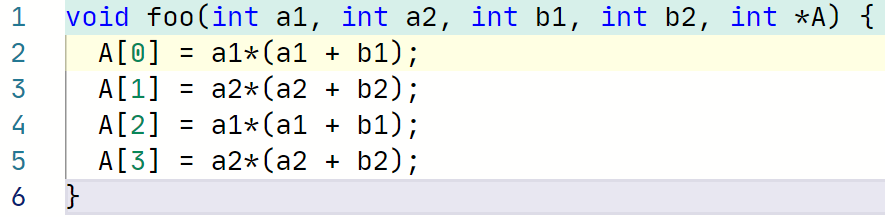 1 void foo(int a1, int a2, int b1, int b2, int *A) {
2   A[0] = a1*(a1 + b1);
3   A[1] = a2*(a2 + b2);
4   A[2] = a1*(a1 + b1);
5   A[3] = a2*(a2 + b2);
6 }